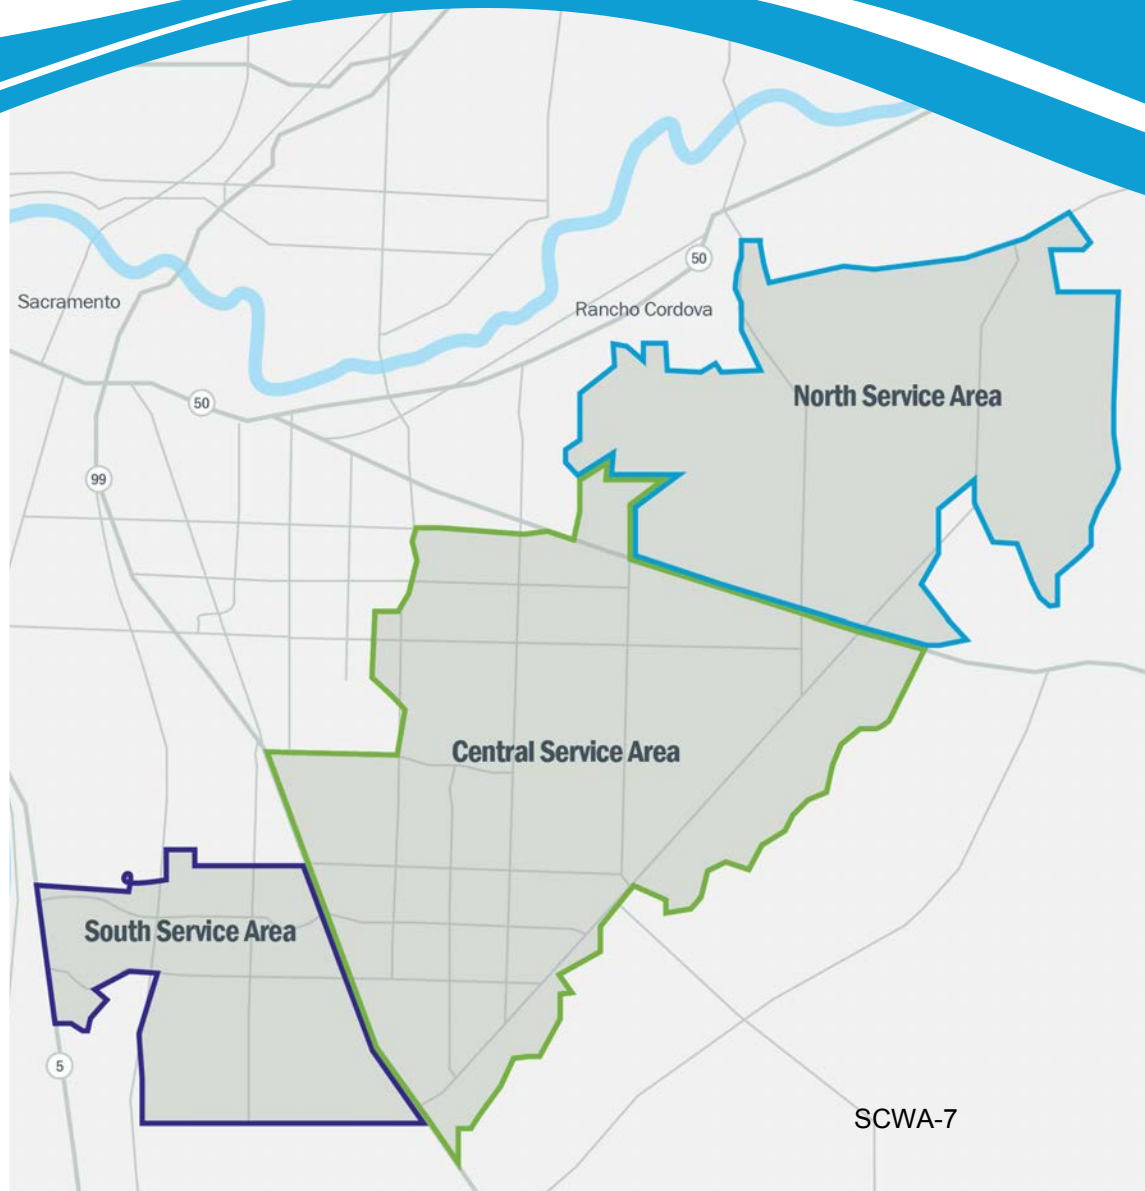 50
Sacramento
Rancho Cordova
50
North Service Area
99
Central Service Area
South Service Area
5
SCWA-7